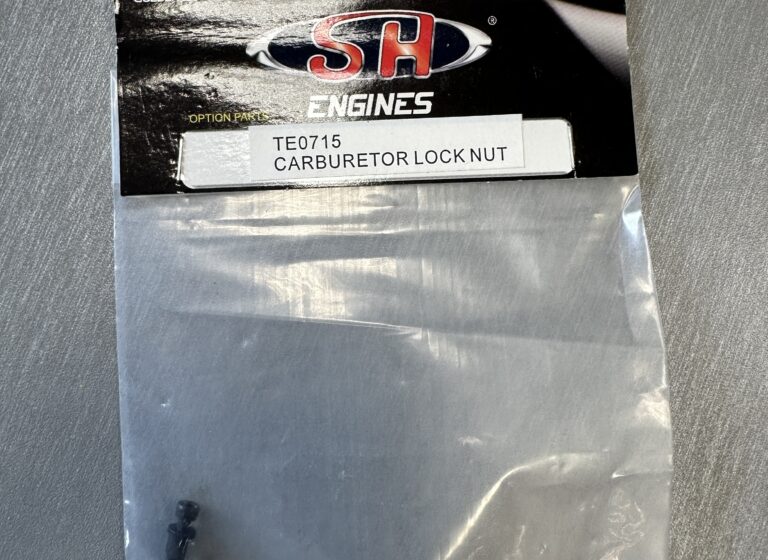 SH
®
ENGINES
OPTION PARTS
TE0715
CARBURETOR LOCK NUT